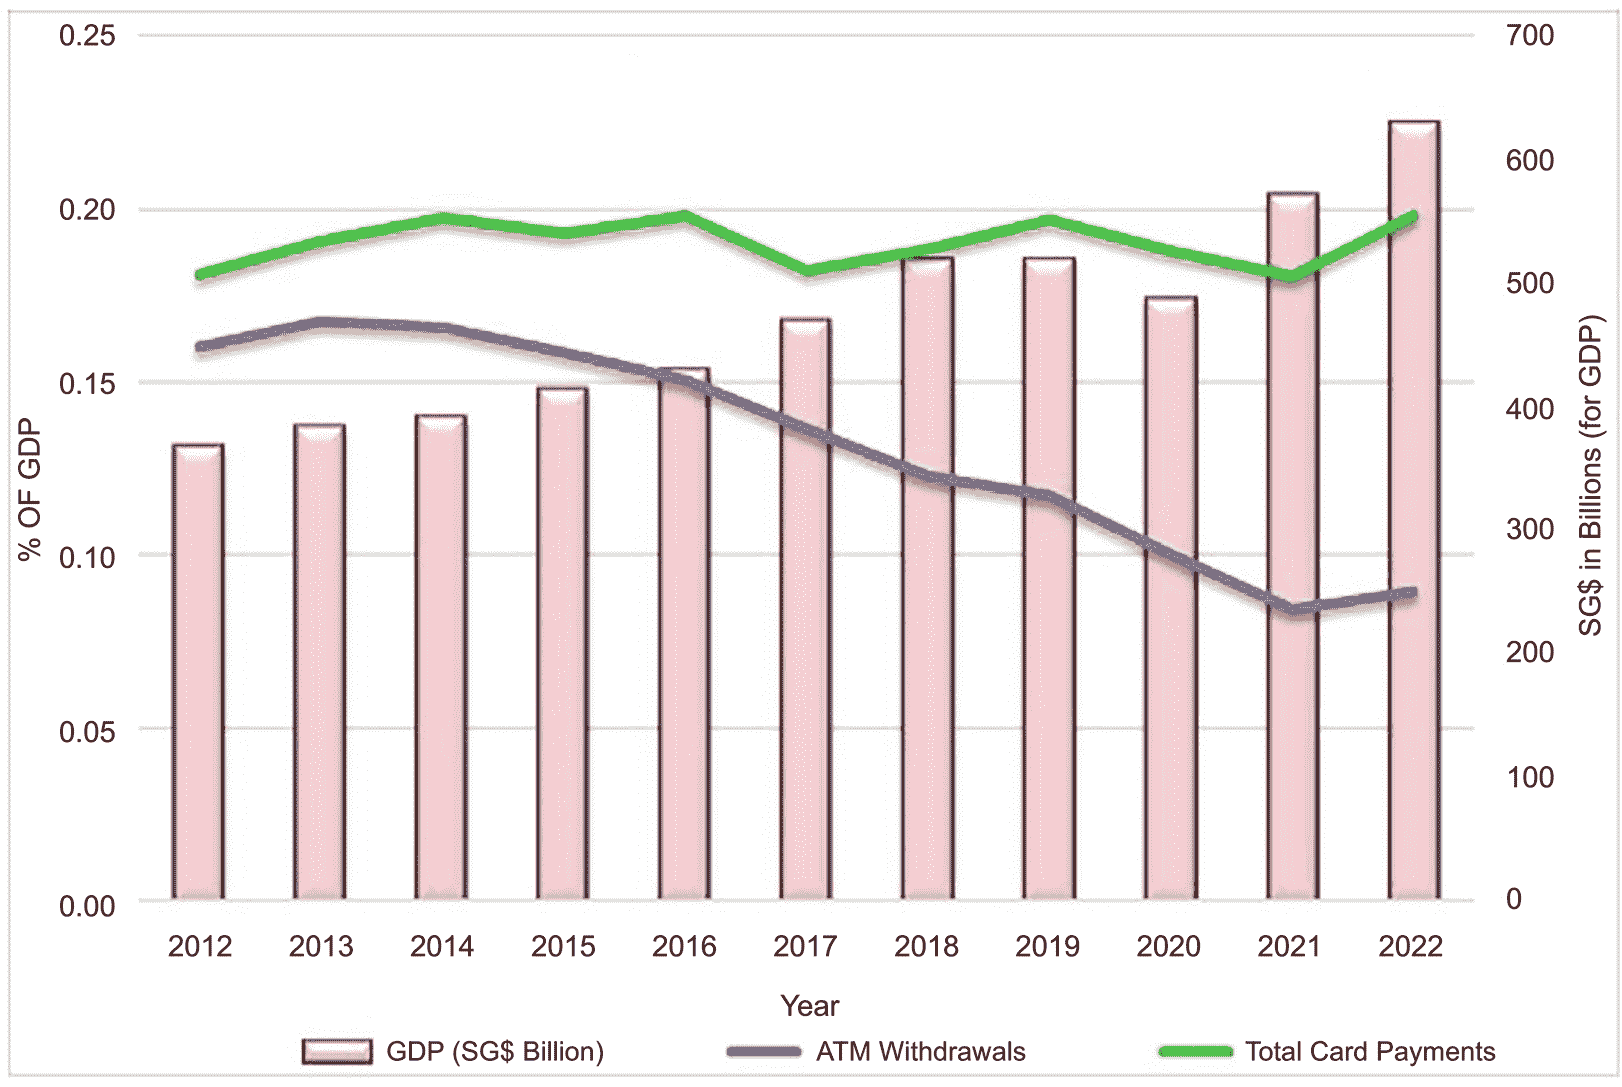 0.25
0.20
0.15
0.10
0.05
0.00
% OF GDP
700
600
500
400
300
200
100
0
SG$ in Billions (for GDP)
2012 2013 2014 2015 2016 2017 2018 2019 2020 2021 2022
Year
GDP (SG$ Billion) ATM Withdrawals Total Card Payments